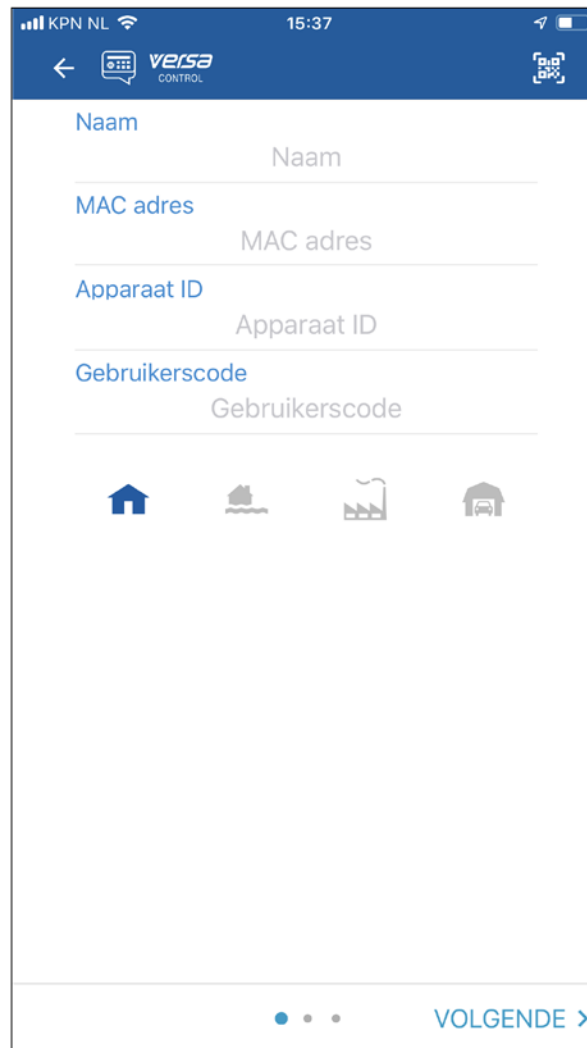 KPN NL 15:37
versa
CONTROL
Naam
Naam
MAC adres
MAC adres
Apparaat ID
Apparaat ID
Gebruikerscode
Gebruikerscode
VOLGENDE